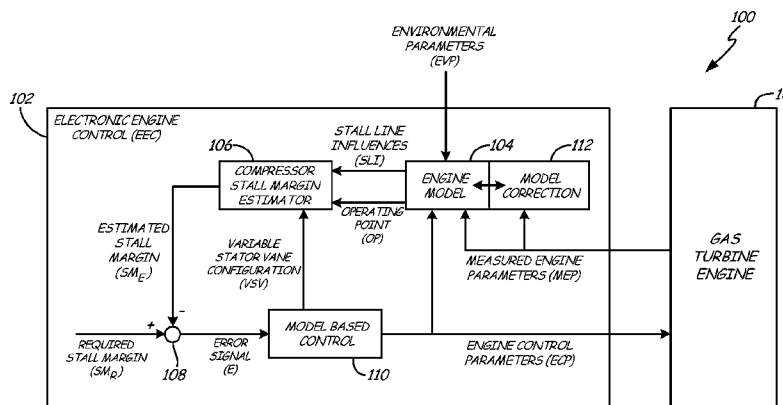 ENVIRONMENTAL
PARAMETERS
(EVP)
100
102
ELECTRONIC ENGINE
CONTROL (EEC)
106
STALL LINE
INFLUENCES
(SLI)
104
112
COMPRESSOR
STALL MARGIN
ESTIMATOR
ENGINE
MODEL
MODEL
CORRECTION
OPERATING
POINT
(OP)
ESTIMATED
STALL
MARGIN
(SME)
VARIABLE
STATOR VANE
CONFIGURATION
(VSV)
MEASURED ENGINE
PARAMETERS (MEP)
GAS
TURBINE
ENGINE
+
-
REQUIRED
STALL MARGIN
(SMR)
108
ERROR
SIGNAL
(E)
MODEL BASED
CONTROL
110
ENGINE CONTROL
PARAMETERS (ECP)